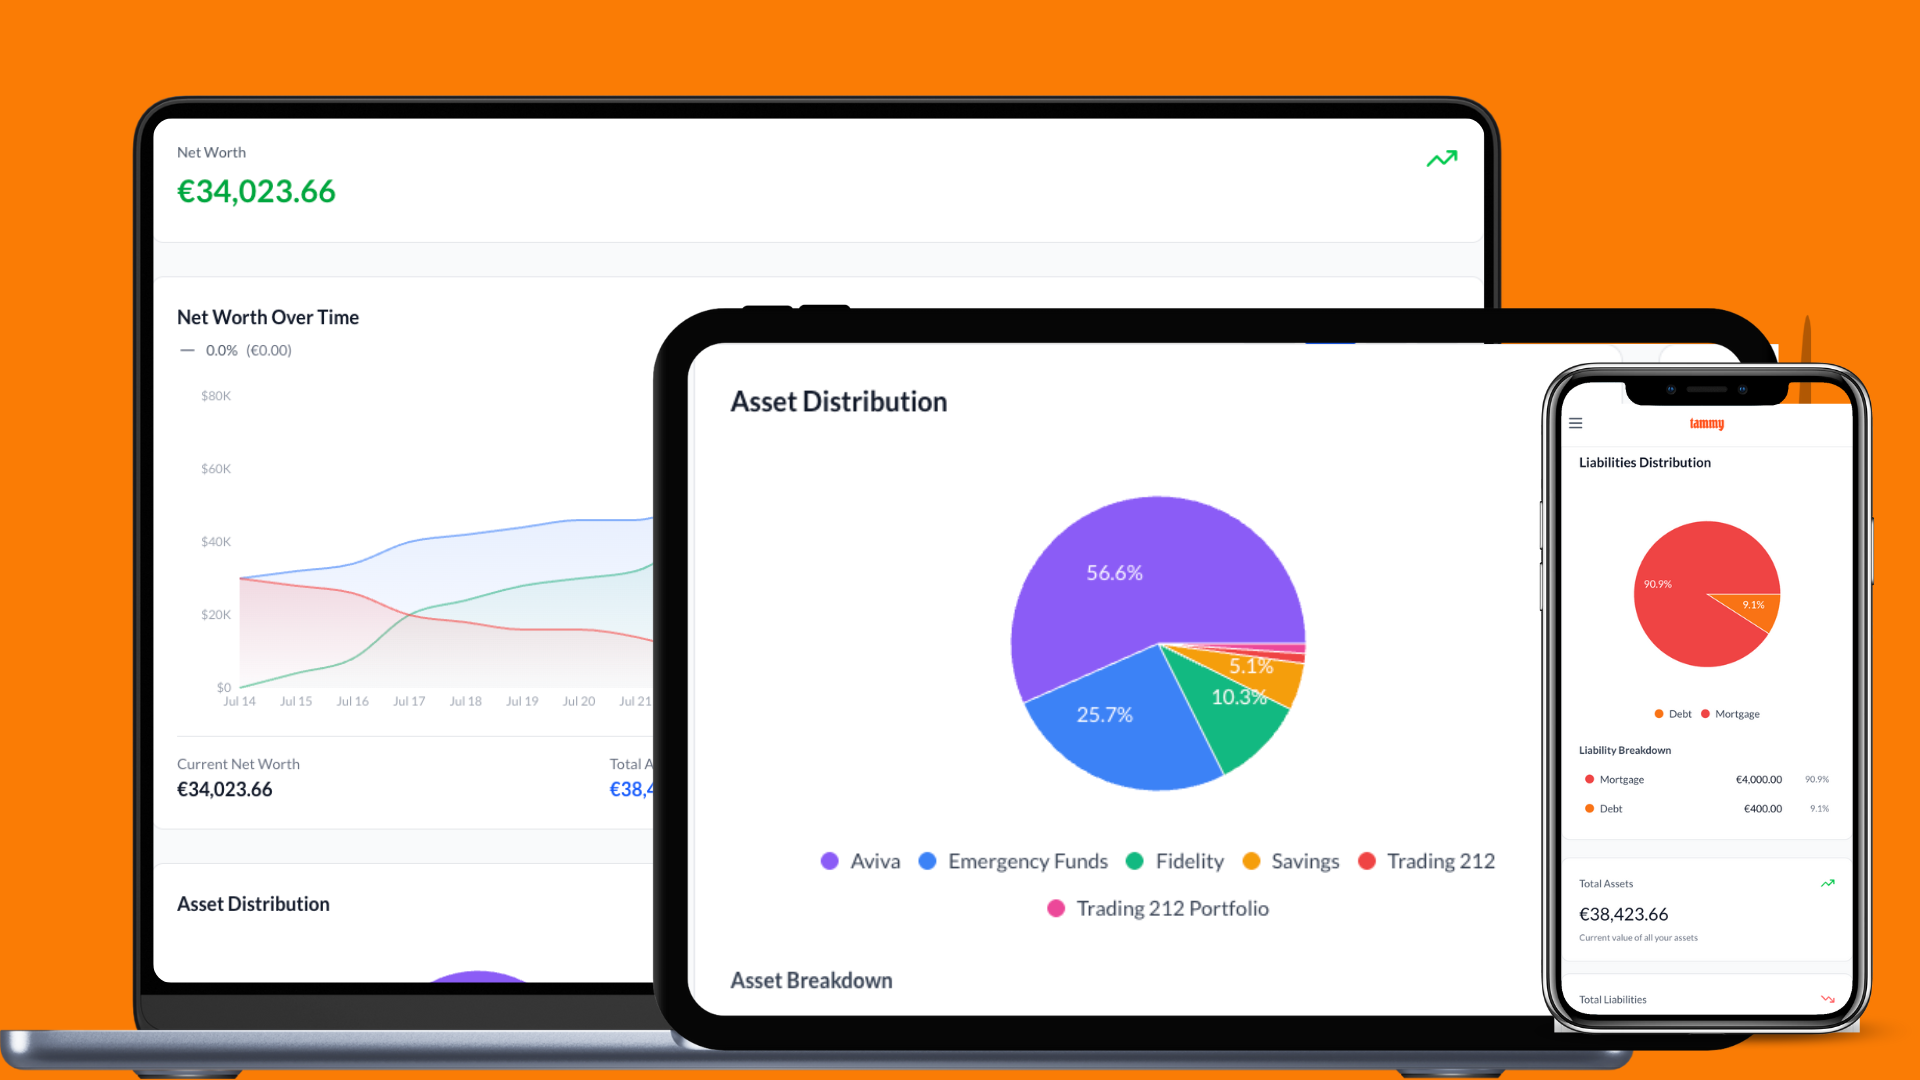 Net Worth
€34,023.66
Net Worth Over Time
0.0% (€0.00)
$80K
$60K
$40K
$20K
$0
Jul 14 Jul 15 Jul 16 Jul 17 Jul 18 Jul 19 Jul 20 Jul 21
Current Net Worth
€34,023.66
Total A
€38,4
Asset Distribution
Asset Distribution
56.6%
5.1%
10.3%
25.7%
Aviva Emergency Funds Fidelity Savings Trading 212
Trading 212 Portfolio
Asset Breakdown
tammy
Liabilities Distribution
90.9%
9.1%
Debt Mortgage
Liability Breakdown
Mortgage €4,000.00 90.9%
Debt €400.00 9.1%
Total Assets
€38,423.66
Current value of all your assets
Total Liabilities